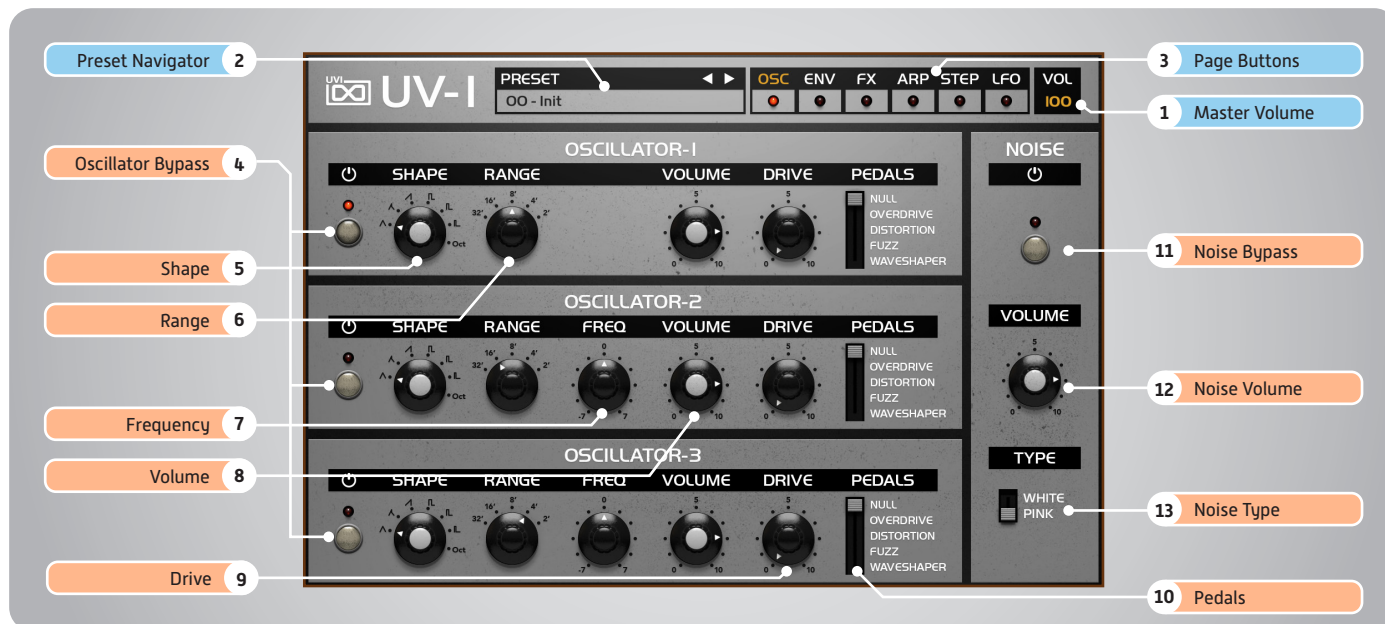 Preset Navigator 2
3 Page Buttons
1 Master Volume
UVI UV-I
PRESET
00 - Init
OSC ENV FX ARP STEP LFO VOL
100
OSCILLATOR-1
SHAPE RANGE VOLUME DRIVE PEDALS
32' 16' 8' 4' 2'
Oct
0 5 10
0 5 10
NULL
OVERDRIVE
DISTORTION
FUZZ
WAVESHAPER
Oscillator Bypass 4
Shape 5
Range 6
OSCILLATOR-2
SHAPE RANGE FREQ VOLUME DRIVE PEDALS
32' 16' 8' 4' 2'
Oct
-7 0 7
0 5 10
0 5 10
NULL
OVERDRIVE
DISTORTION
FUZZ
WAVESHAPER
Frequency 7
Volume 8
OSCILLATOR-3
SHAPE RANGE FREQ VOLUME DRIVE PEDALS
32' 16' 8' 4' 2'
Oct
-7 0 7
0 5 10
0 5 10
NULL
OVERDRIVE
DISTORTION
FUZZ
WAVESHAPER
Drive 9
NOISE
11 Noise Bypass
VOLUME
0 5 10
12 Noise Volume
TYPE
WHITE
PINK
13 Noise Type
10 Pedals